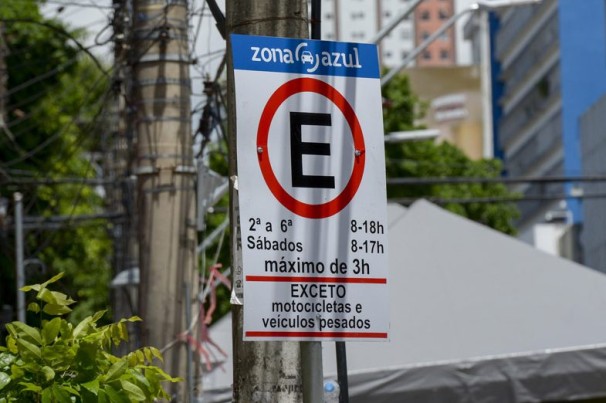 zona azul
E
2ª a 6ª 8-18h
Sábados 8-17h
máximo de 3h
EXCETO
motocicletas e
veículos pesados